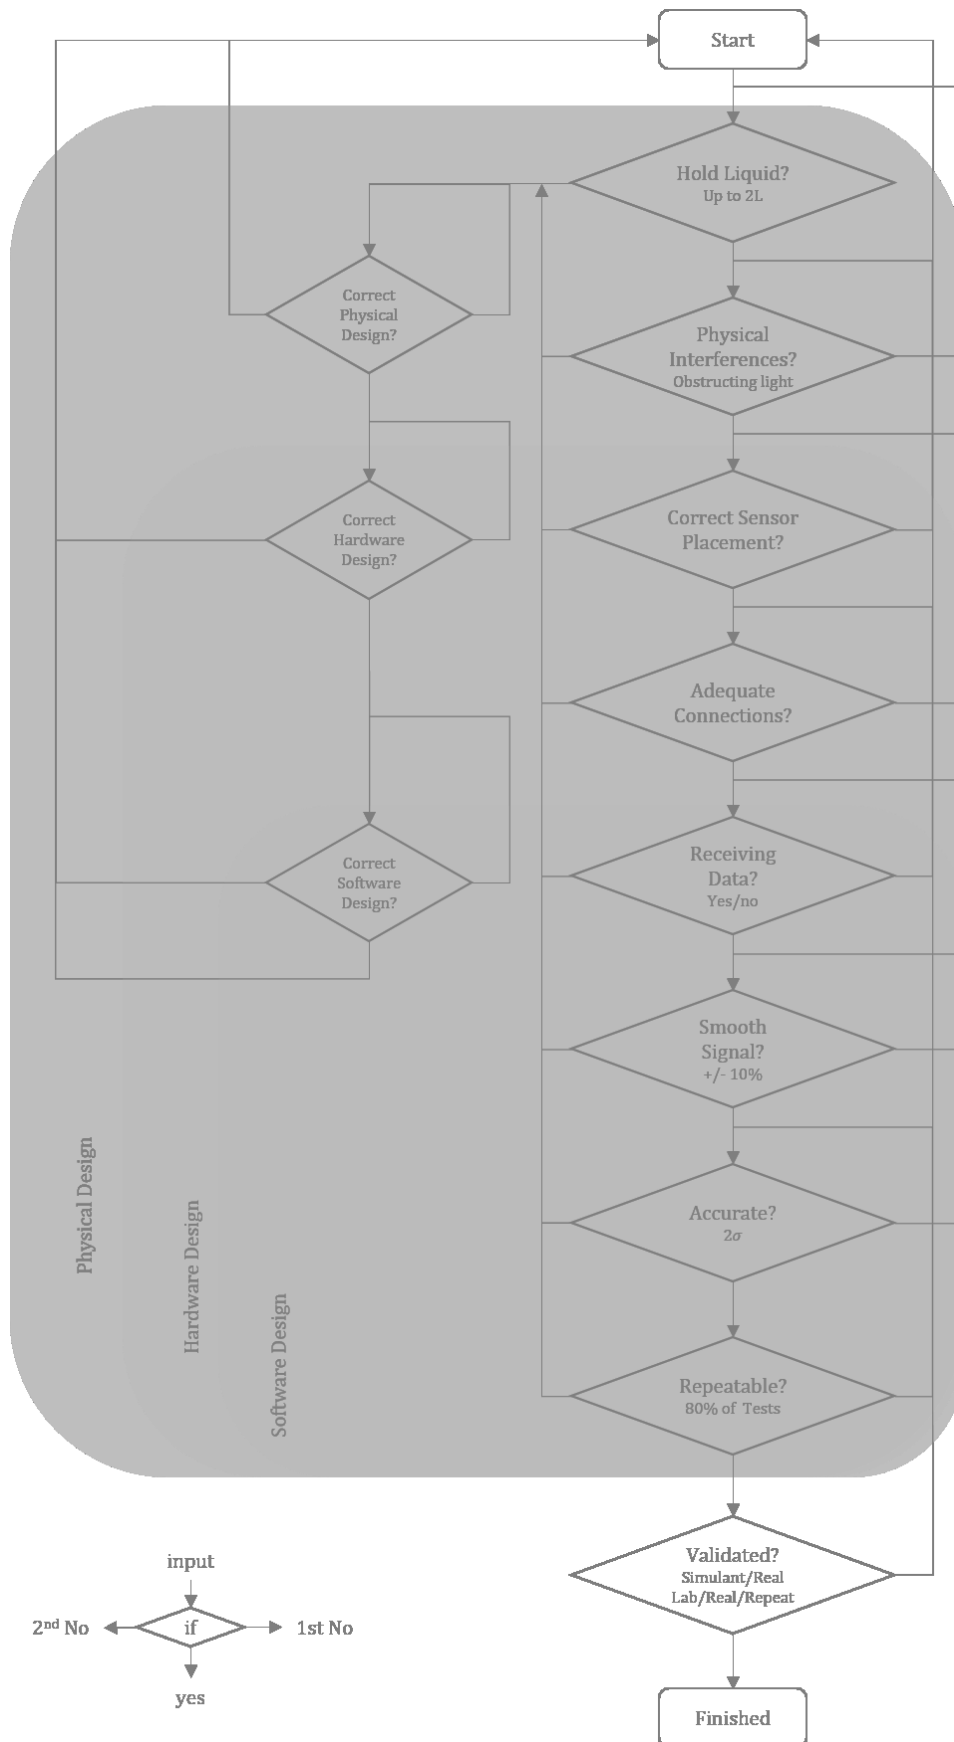 Start
Hold Liquid?
Up to 2L
Correct
Physical
Design?
Physical
Interferences?
Obstructing light
Correct
Hardware
Design?
Correct Sensor
Placement?
Adequate
Connections?
Correct
Software
Design?
Receiving
Data?
Yes/no
Smooth
Signal?
+/- 10%
Physical Design
Hardware Design
Software Design
Accurate?
2σ
Repeatable?
80% of Tests
Validated?
Simulant/Real
Lab/Real/Repeat
input
2nd No
if
1st No
yes
Finished